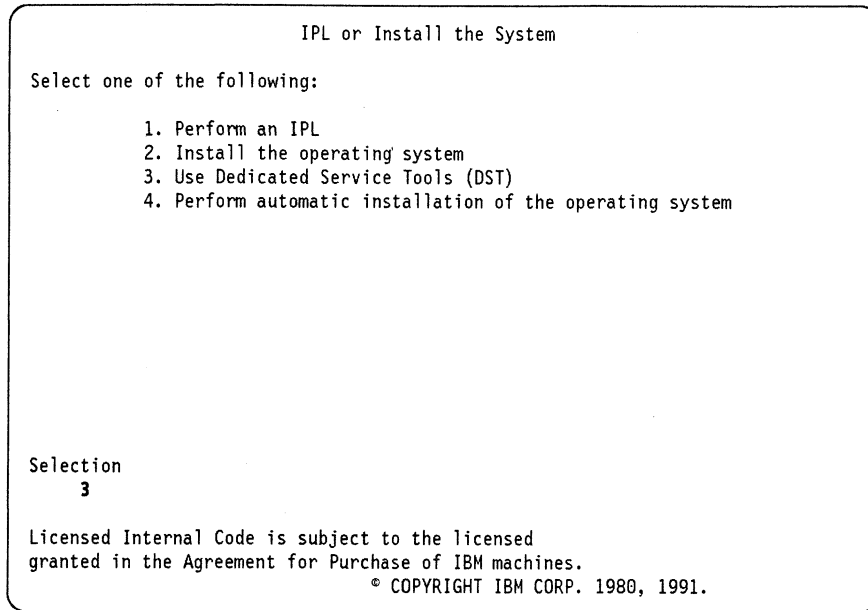 IPL or Install the System
Select one of the following:
1. Perform an IPL
2. Install the operating system
3. Use Dedicated Service Tools (DST)
4. Perform automatic installation of the operating system
Selection
3
Licensed Internal Code is subject to the licensed
granted in the Agreement for Purchase of IBM machines.
© COPYRIGHT IBM CORP. 1980, 1991.